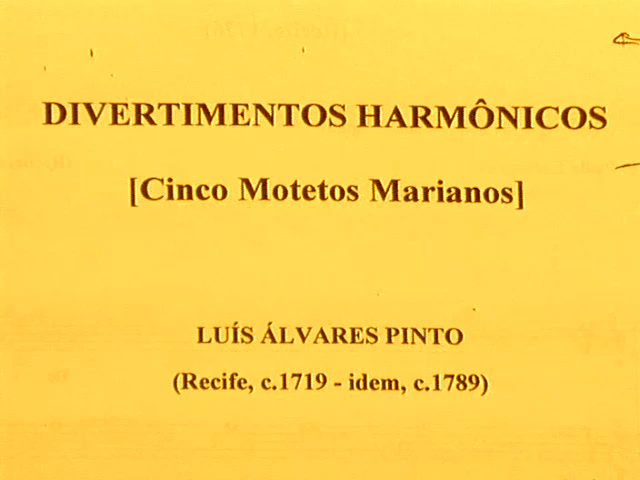 DIVERTIMENTOS HARMÔNICOS
[Cinco Motetos Marianos]
LUÍS ÁLVARES PINTO
(Recife, c.1719 - idem, c.1789)